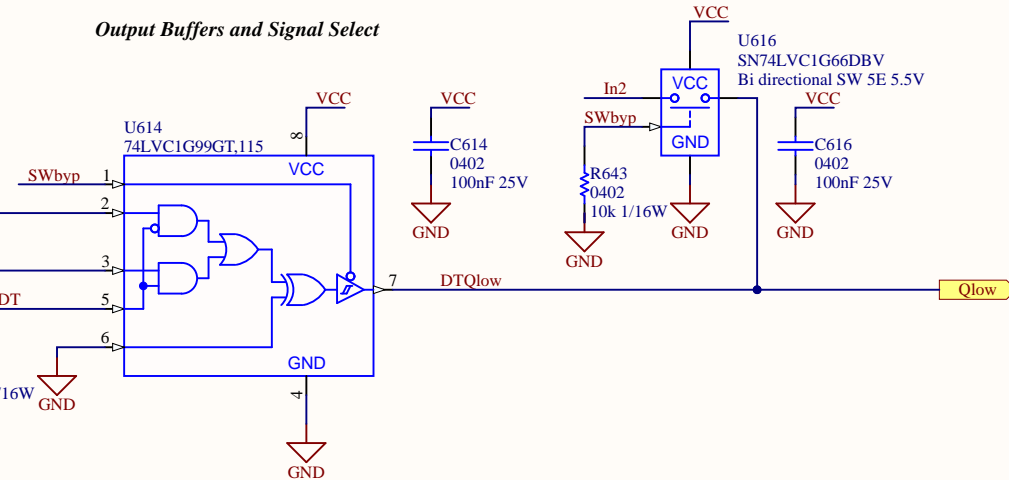 Output Buffers and Signal Select
VCC
U616
SN74LVC1G66DBV
Bi directional SW 5E 5.5V
VCC
In2
SWbyp
GND
VCC
C616
0402
100nF 25V
GND
R643
0402
10k 1/16W
GND
GND
VCC
C614
0402
100nF 25V
GND
VCC
U614
74LVC1G99GT,115
8
VCC
SWbyp
1
2
3
5
DT
6
7
DTQlow
Qlow
GND
4
GND
16W
GND